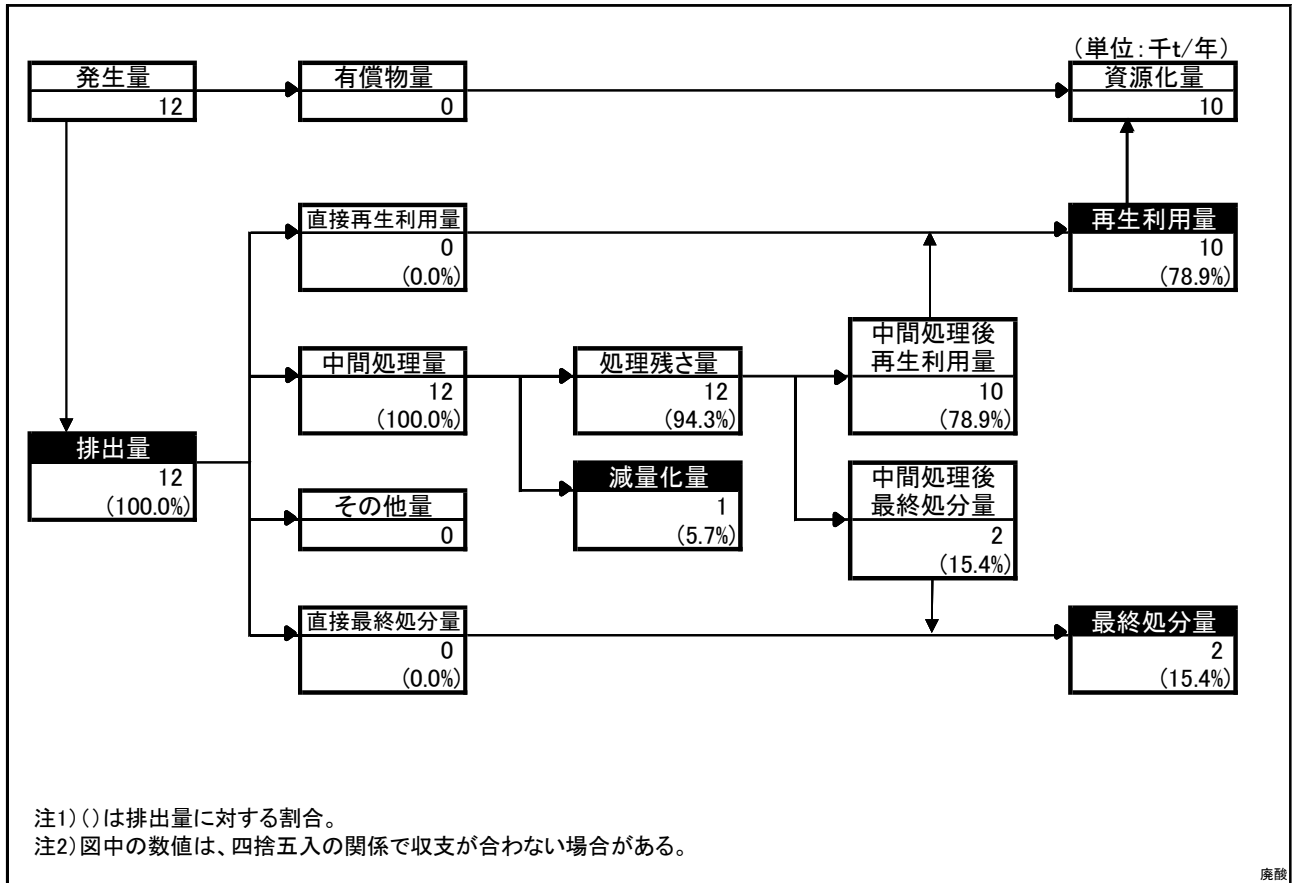 (単位:千t/年)
発生量
12
有償物量
0
資源化量
10
直接再生利用量
0
(0.0%)
再生利用量
10
(78.9%)
中間処理量
12
(100.0%)
処理残さ量
12
(94.3%)
中間処理後
再生利用量
10
(78.9%)
排出量
12
(100.0%)
減量化量
1
(5.7%)
中間処理後
最終処分量
2
(15.4%)
その他量
0
直接最終処分量
0
(0.0%)
最終処分量
2
(15.4%)
注1)()は排出量に対する割合。
注2)図中の数値は、四捨五入の関係で収支が合わない場合がある。
廃酸